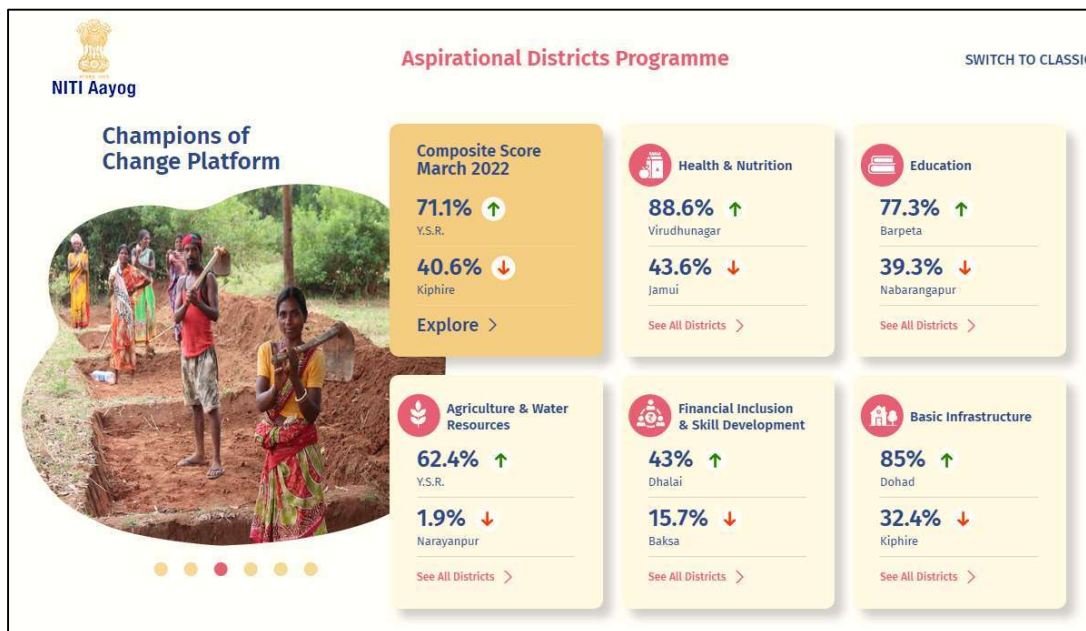 NITI Aayog
Aspirational Districts Programme
SWITCH TO CLASSIC
Champions of
Change Platform
Composite Score
March 2022
71.1%
Y.S.R.
40.6%
Kiphire
Explore
Health & Nutrition
88.6%
Virudhunagar
43.6%
Jamui
See All Districts
Education
77.3%
Barpeta
39.3%
Nabarangapur
See All Districts
Agriculture & Water
Resources
62.4%
Y.S.R.
1.9%
Narayanpur
See All Districts
Financial Inclusion
& Skill Development
43%
Dhalai
15.7%
Baksa
See All Districts
Basic Infrastructure
85%
Dohad
32.4%
Kiphire
See All Districts